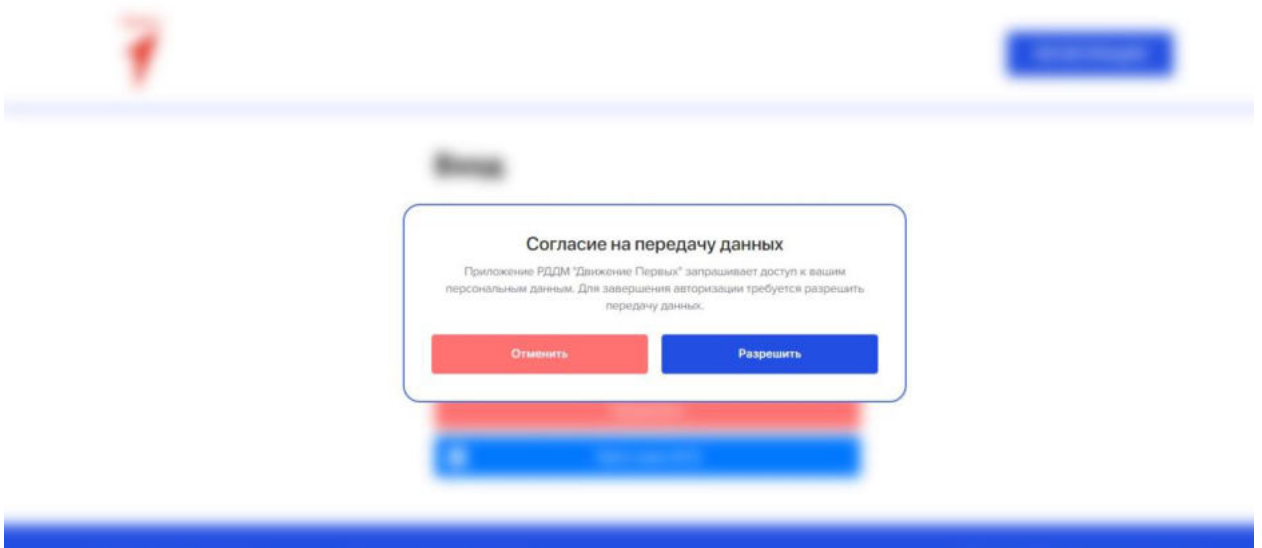 Вход
Согласие на передачу данных
Приложение РДДМ "Движение Первых" запрашивает доступ к вашим
персональным данным. Для завершения авторизации требуется разрешить
передачу данных.
Отменить
Разрешить